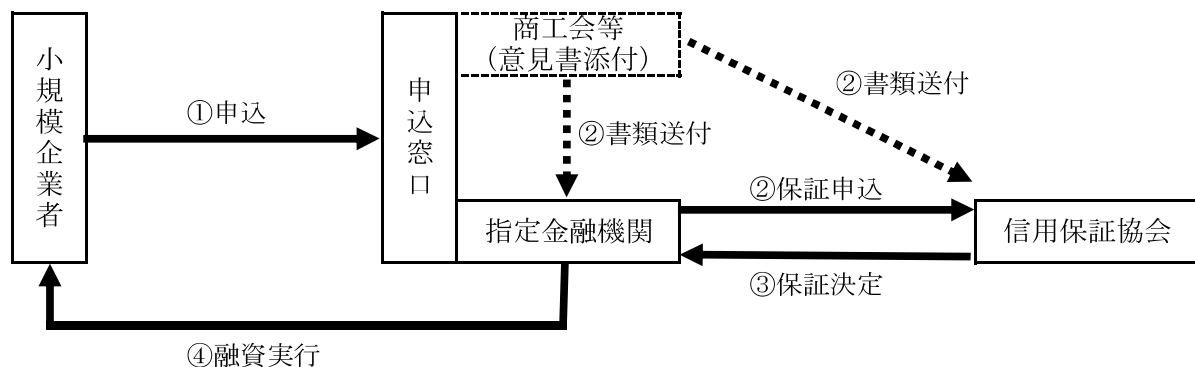 小規模企業者
①申込
申込窓口
商工会等
（意見書添付）
②書類送付
②書類送付
指定金融機関
②保証申込
③保証決定
信用保証協会
④融資実行